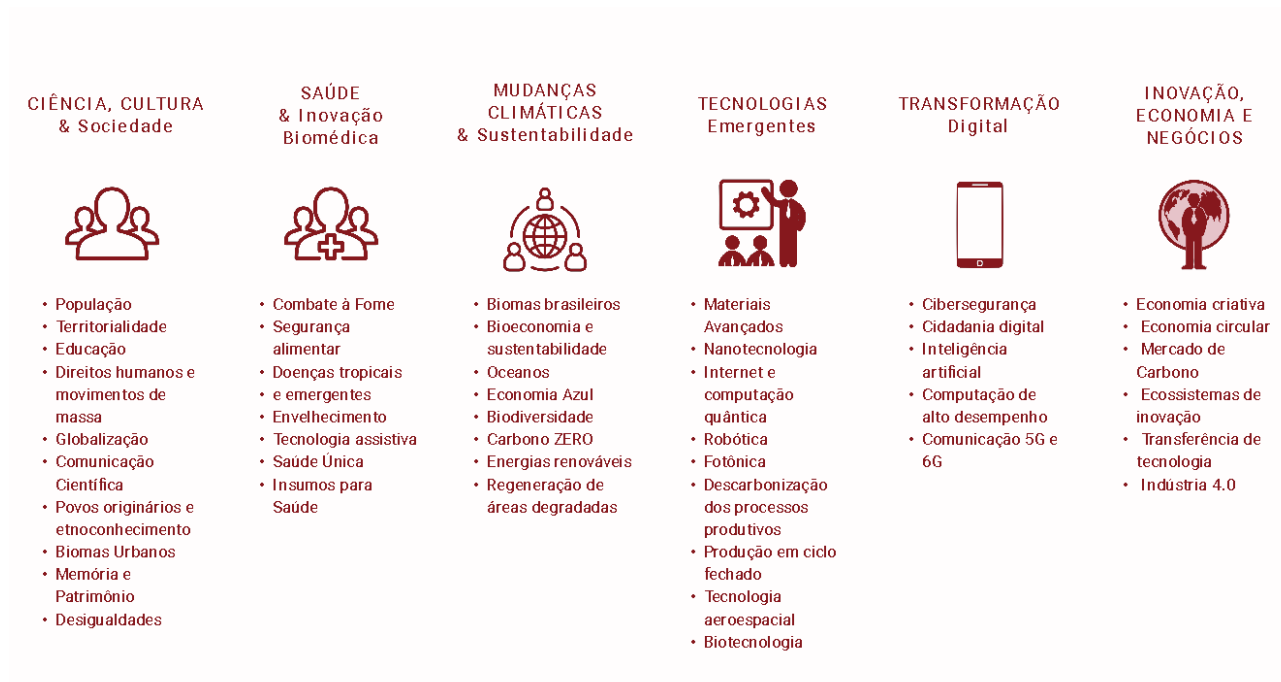 CIÊNCIA, CULTURA
& Sociedade
• População
• Territorialidade
• Educação
• Direitos humanos e
movimentos de
massa
• Globalização
• Comunicação
Científica
• Povos originários e
etnoconhecimento
• Biomas Urbanos
• Memória e
Patrimônio
• Desigualdades
SAÚDE
& Inovação
Biomédica
• Combate à Fome
• Segurança
alimentar
• Doenças tropicais
• e emergentes
• Envelhecimento
• Tecnologia assistiva
• Saúde Única
• Insumos para
Saúde
MUDANÇAS
CLIMÁTICAS
& Sustentabilidade
• Biomas brasileiros
• Bioeconomia e
sustentabilidade
• Oceanos
• Economia Azul
• Biodiversidade
• Carbono ZERO
• Energias renováveis
• Regeneração de
áreas degradadas
TECNOLOGIAS
Emergentes
• Materiais
Avançados
• Nanotecnologia
• Internet e
computação
quântica
• Robótica
• Fotônica
• Descarbonização
dos processos
produtivos
• Produção em ciclo
fechado
• Tecnologia
aeroespacial
• Biotecnologia
TRANSFORMAÇÃO
Digital
• Cibersegurança
• Cidadania digital
• Inteligência
artificial
• Computação de
alto desempenho
• Comunicação 5G e
6G
INOVAÇÃO,
ECONOMIA E
NEGÓCIOS
• Economia criativa
• Economia circular
• Mercado de
Carbono
• Ecossistemas de
inovação
• Transferência de
tecnologia
• Indústria 4.0